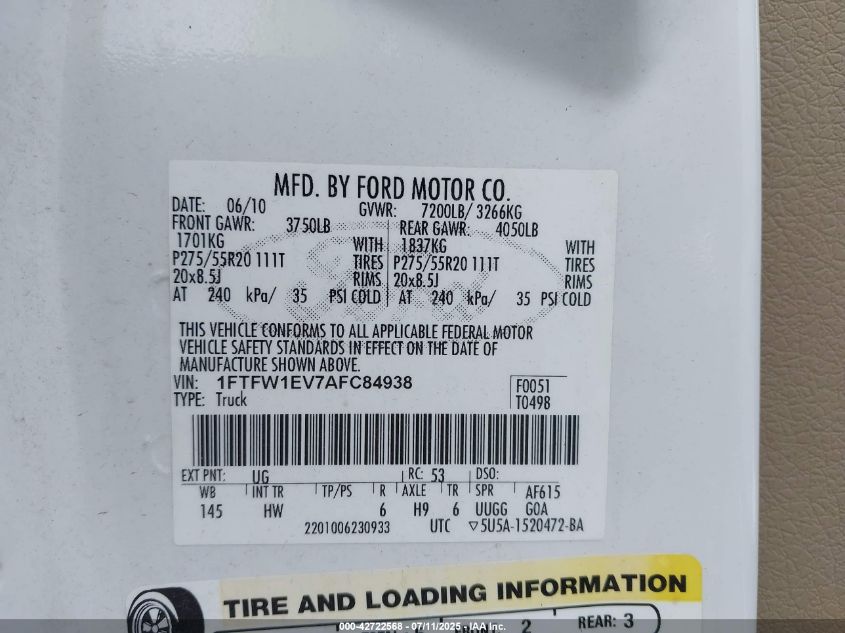 MFD. BY FORD MOTOR CO.
DATE: 06/10 GVWR: 7200LB/ 3266KG
FRONT GAWR: 3750LB REAR GAWR: 4050LB
1701KG WITH 1837KG WITH
P275/55R20 111T TIRES P275/55R20 111T TIRES
20x8.5J RIMS 20x8.5J RIMS
AT 240 kPa/ 35 PSI COLD AT 240 kPa/ 35 PSI COLD
THIS VEHICLE CONFORMS TO ALL APPLICABLE FEDERAL MOTOR
VEHICLE SAFETY STANDARDS IN EFFECT ON THE DATE OF
MANUFACTURE SHOWN ABOVE.
VIN: 1FTFW1EV7AFC84938 F0051
TYPE: Truck T049B
EXT PNT: UG RC: 53 DSO:
WB INT TR TP/PS R AXLE TR SPR AF615
145 HW 6 H9 6 UUGG GOA
2201006230933 UTC ▽5U5A-1520472-BA
TIRE AND LOADING INFORMATION
2 REAR: 3
000-42722568 - 07/11/2025 - ©...IAA Inc.